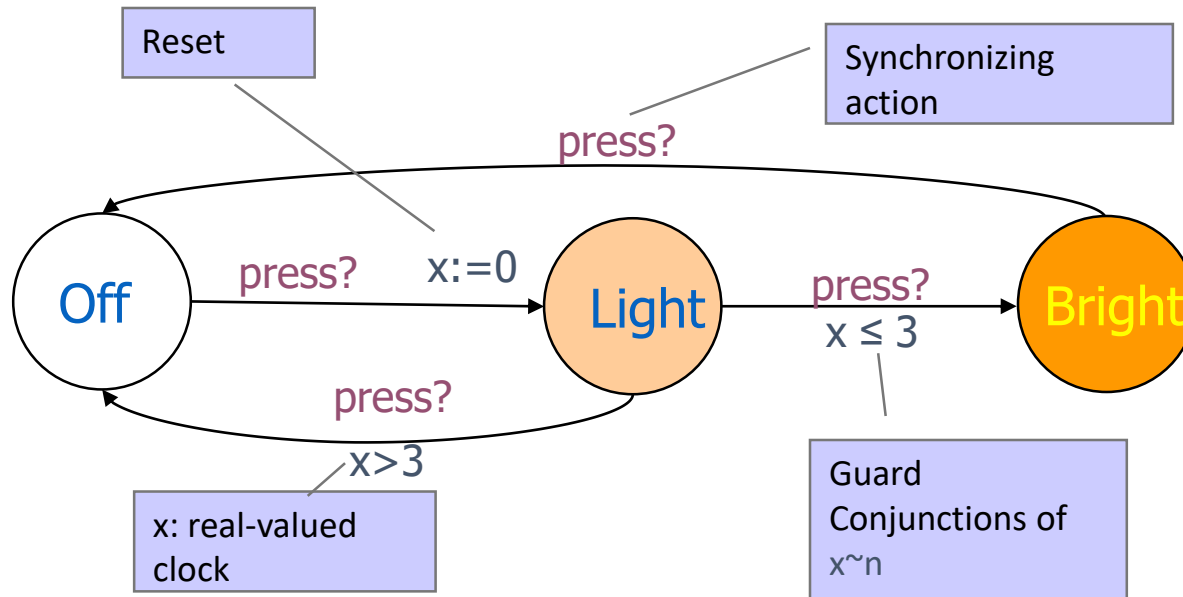 Reset
Synchronizing
action
press?
Off
press?
x:=0
Light
press?
x ≤ 3
Bright
press?
x>3
x: real-valued
clock
Guard
Conjunctions of
x~n